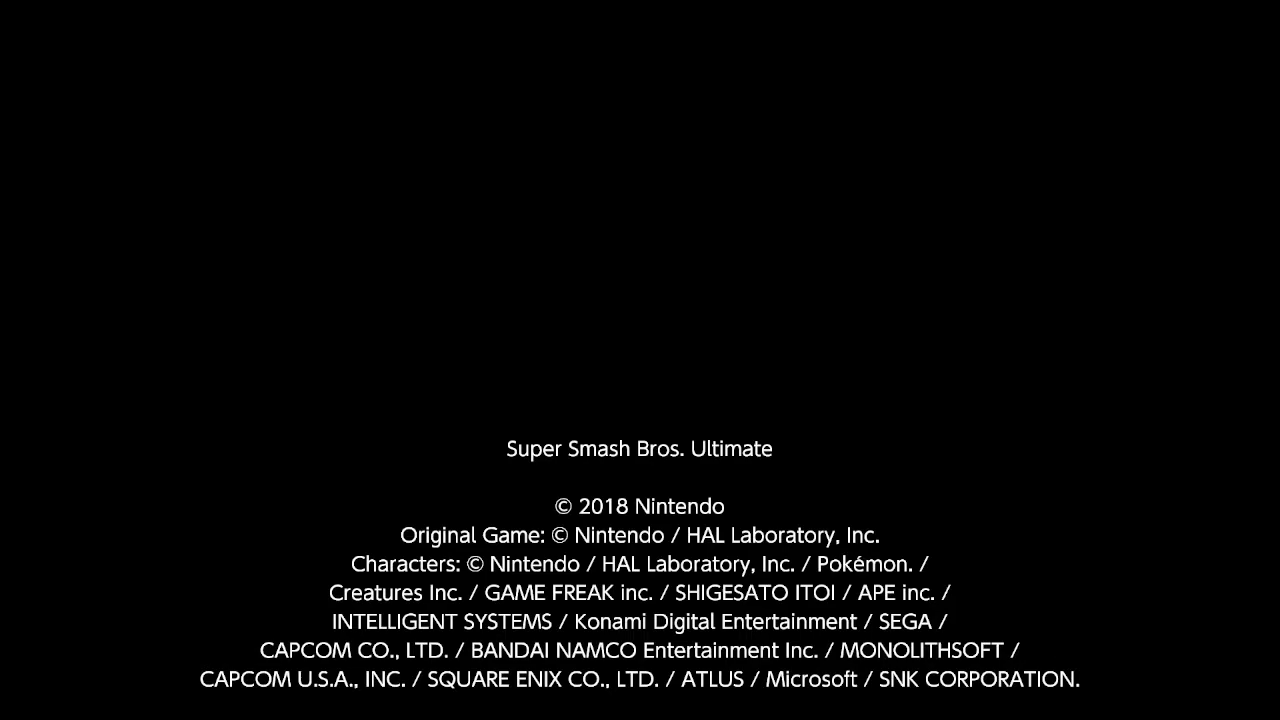 Super Smash Bros. Ultimate
© 2018 Nintendo
Original Game: © Nintendo / HAL Laboratory, Inc.
Characters: © Nintendo / HAL Laboratory, Inc. / Pokémon. /
Creatures Inc. / GAME FREAK inc. / SHIGESATO ITOI / APE inc. /
INTELLIGENT SYSTEMS / Konami Digital Entertainment / SEGA /
CAPCOM CO., LTD. / BANDAI NAMCO Entertainment Inc. / MONOLITHSOFT /
CAPCOM U.S.A., INC. / SQUARE ENIX CO., LTD. / ATLUS / Microsoft / SNK CORPORATION.